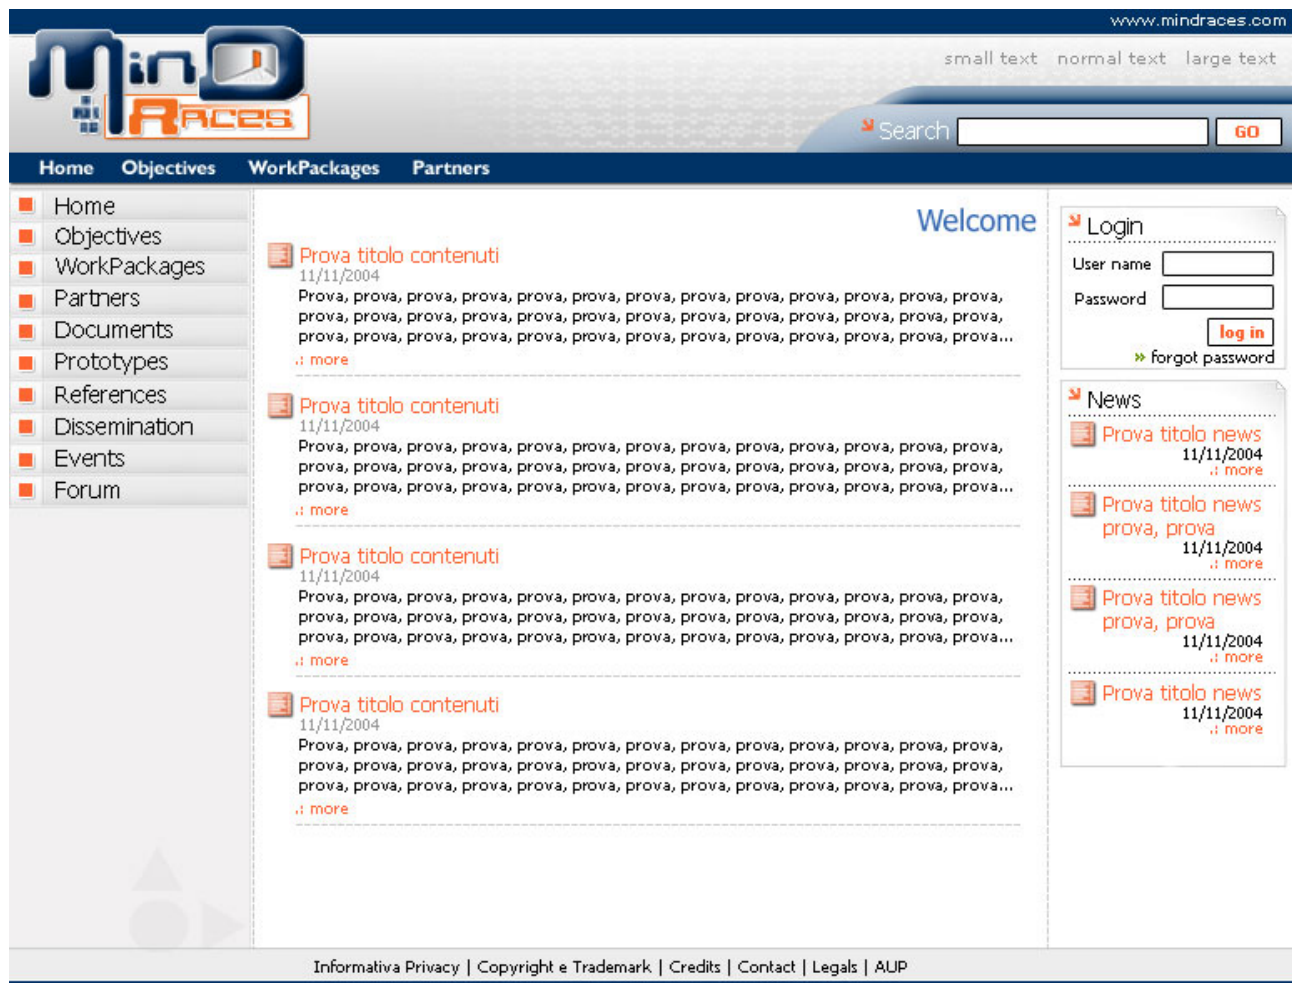 www.mindraces.com
small text normal text large text
MinD
Races
Search GO
Home Objectives WorkPackages Partners
Home
Objectives
WorkPackages
Partners
Documents
Prototypes
References
Dissemination
Events
Forum
Welcome
Prova titolo contenuti
11/11/2004
Prova, prova, prova, prova, prova, prova, prova, prova, prova, prova, prova, prova, prova,
prova, prova, prova, prova, prova, prova, prova, prova, prova, prova, prova, prova, prova,
prova, prova, prova, prova, prova, prova, prova, prova, prova, prova, prova, prova, prova...
.: more
Prova titolo contenuti
11/11/2004
Prova, prova, prova, prova, prova, prova, prova, prova, prova, prova, prova, prova, prova,
prova, prova, prova, prova, prova, prova, prova, prova, prova, prova, prova, prova, prova,
prova, prova, prova, prova, prova, prova, prova, prova, prova, prova, prova, prova, prova...
.: more
Prova titolo contenuti
11/11/2004
Prova, prova, prova, prova, prova, prova, prova, prova, prova, prova, prova, prova, prova,
prova, prova, prova, prova, prova, prova, prova, prova, prova, prova, prova, prova, prova,
prova, prova, prova, prova, prova, prova, prova, prova, prova, prova, prova, prova, prova...
.: more
Prova titolo contenuti
11/11/2004
Prova, prova, prova, prova, prova, prova, prova, prova, prova, prova, prova, prova, prova,
prova, prova, prova, prova, prova, prova, prova, prova, prova, prova, prova, prova, prova,
prova, prova, prova, prova, prova, prova, prova, prova, prova, prova, prova, prova, prova...
.: more
Login
User name
Password
log in
» forgot password
News
Prova titolo news
11/11/2004
.: more
Prova titolo news
prova, prova
11/11/2004
.: more
Prova titolo news
prova, prova
11/11/2004
.: more
Prova titolo news
11/11/2004
.: more
Informativa Privacy | Copyright e Trademark | Credits | Contact | Legals | AUP